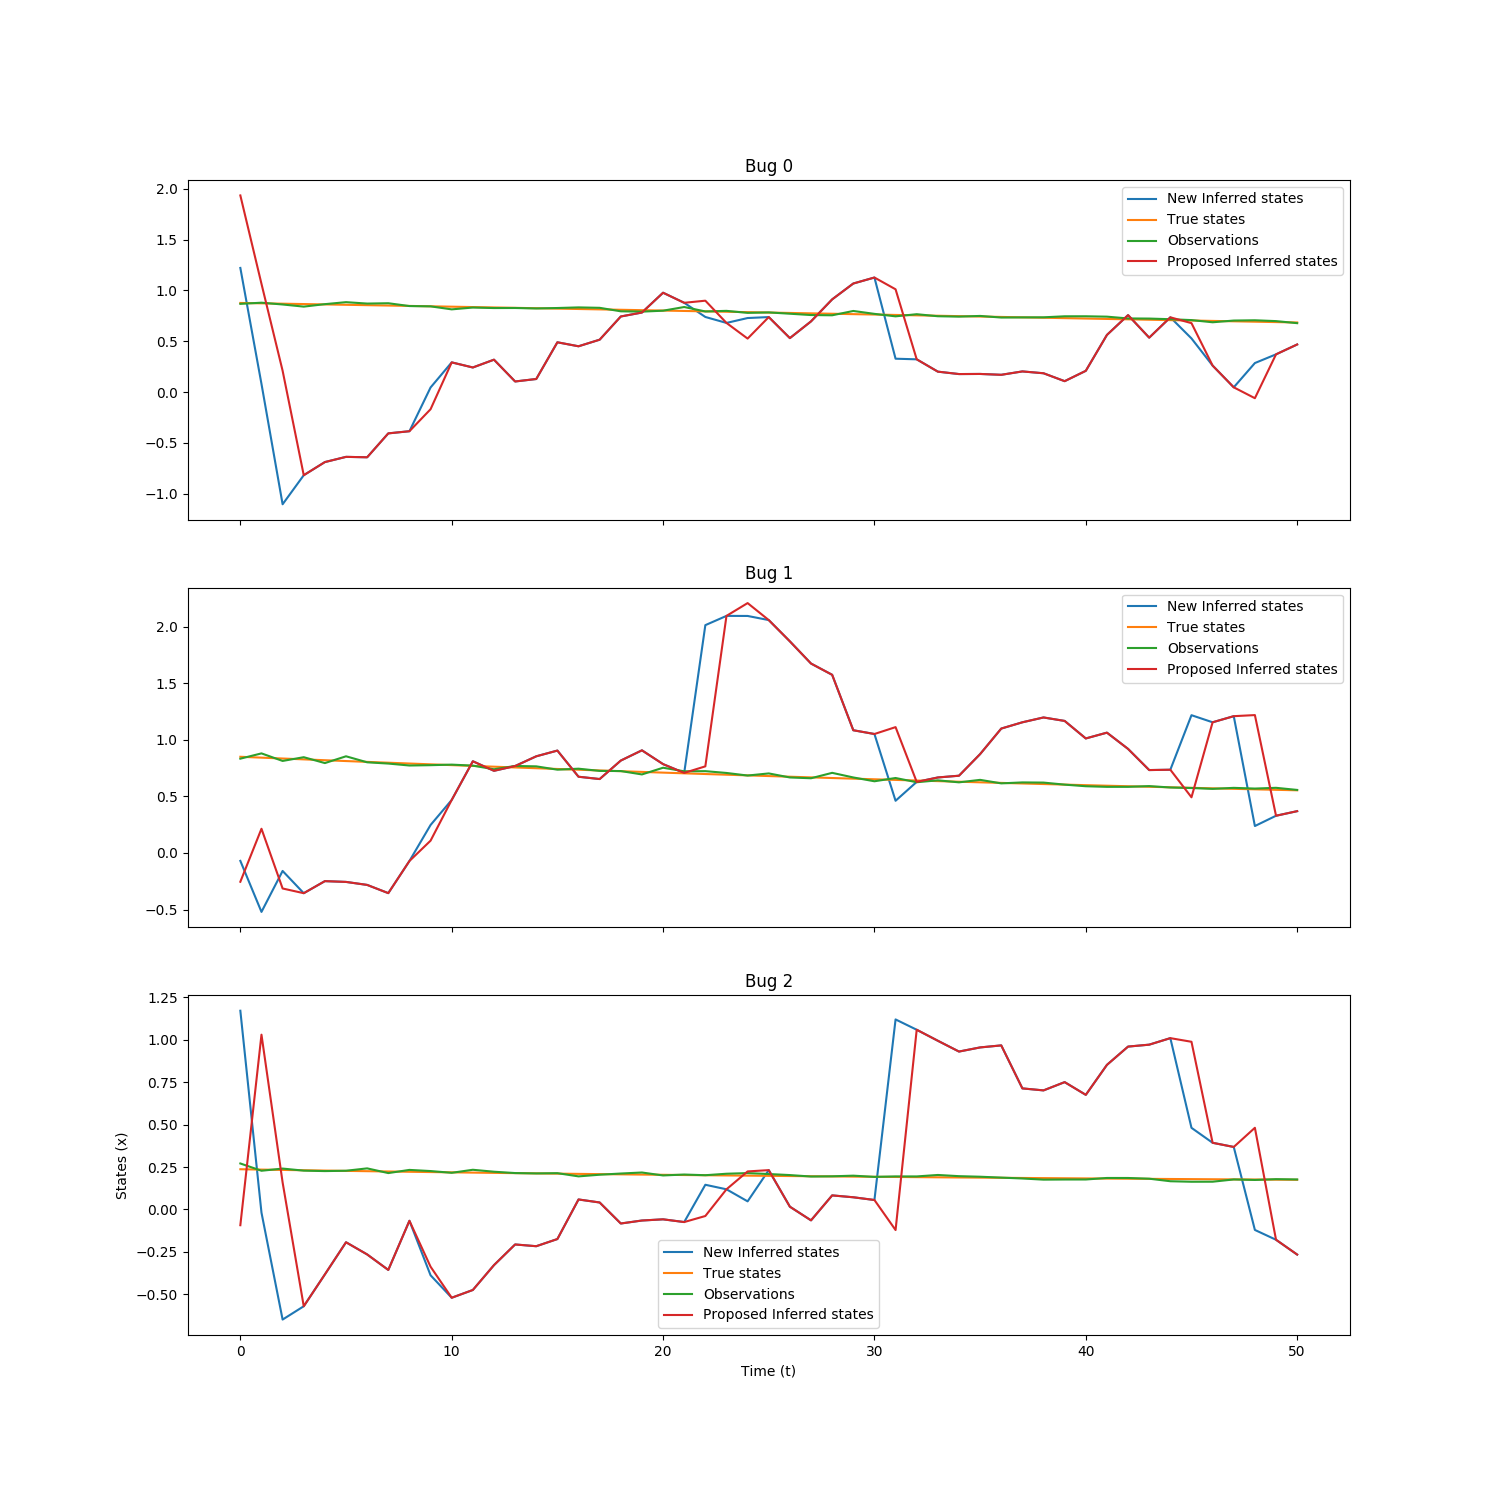 Bug 0
2.0
1.5
1.0
0.5
0.0
−0.5
−1.0
New Inferred states
True states
Observations
Proposed Inferred states
Bug 1
2.0
1.5
1.0
0.5
0.0
−0.5
New Inferred states
True states
Observations
Proposed Inferred states
Bug 2
1.25
1.00
0.75
0.50
0.25
0.00
−0.25
−0.50
States (x)
New Inferred states
True states
Observations
Proposed Inferred states
0 10 20 30 40 50
Time (t)